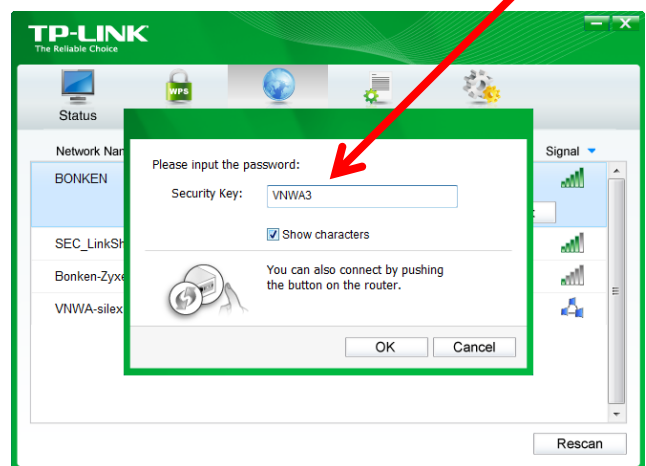 TP-LINK
The Reliable Choice
WPS
Status
Network Nan
Signal
BONKEN
SEC_LinkSh
Bonken-Zyxe
VNWA-silex
Please input the password:
Security Key:
VNWA3
Show characters
You can also connect by pushing
the button on the router.
OK
Cancel
Rescan